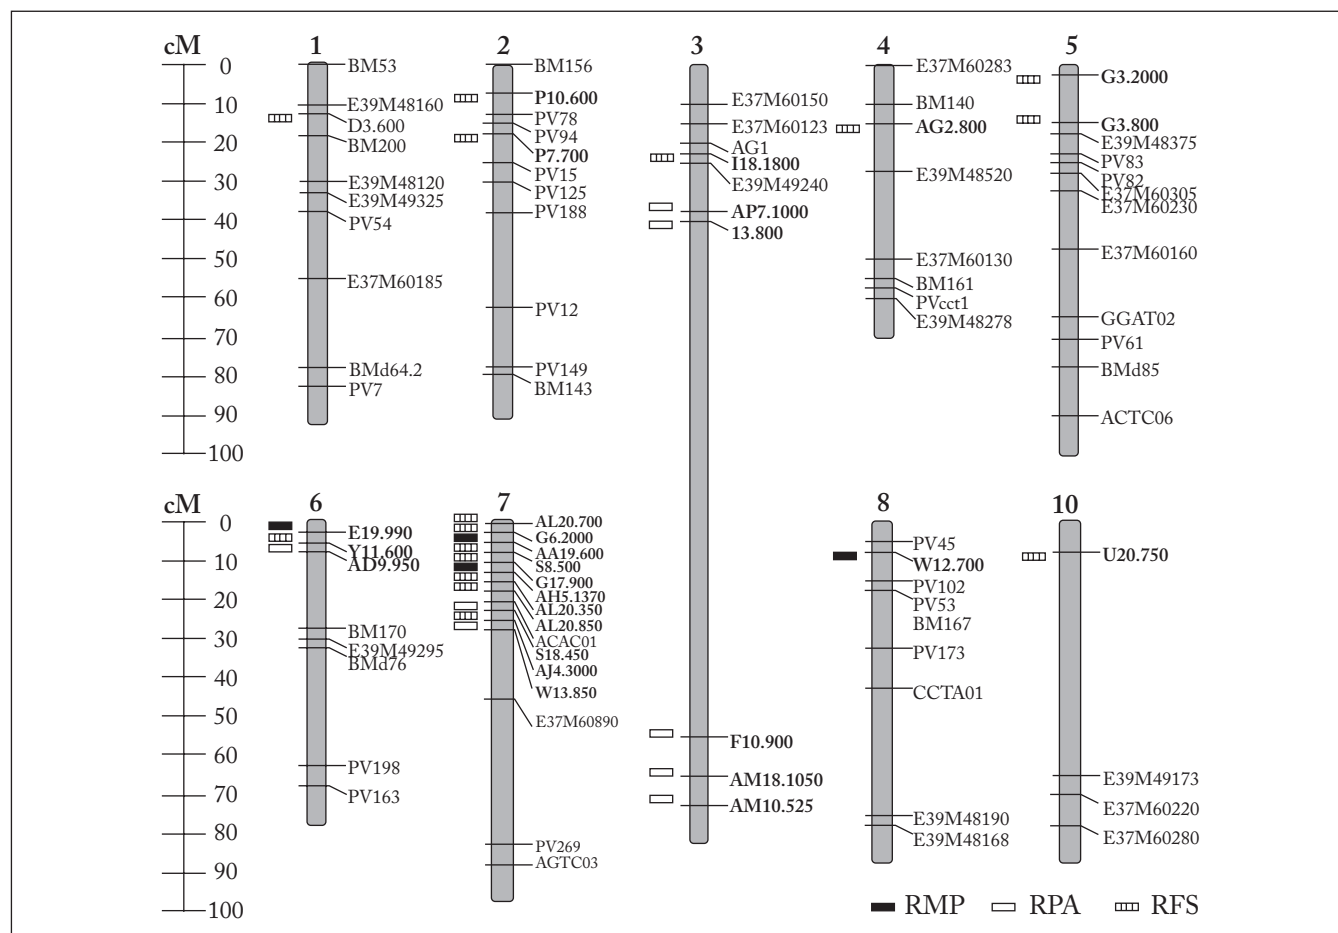 cM
0
10
20
30
40
50
60
70
80
90
100
1
BM53
E39M48160
D3.600
BM200
E39M48120
E39M49325
PV54
E37M60185
BMd64.2
PV7
2
BM156
P10.600
PV78
PV94
P7.700
PV15
PV125
PV188
PV12
PV149
BM143
3
E37M60150
E37M60123
AG1
I18.1800
E39M49240
AP7.1000
13.800
F10.900
AM18.1050
AM10.525
4
E37M60283
BM140
AG2.800
E39M48520
E37M60130
BM161
PVcct1
E39M48278
5
G3.2000
G3.800
E39M48375
PV83
PV82
E37M60305
E37M60230
E37M60160
GGAT02
PV61
BMd85
ACTC06
cM
0
10
20
30
40
50
60
70
80
90
100
6
E19.990
Y11.600
AD9.950
BM170
E39M49295
BMd76
PV198
PV163
7
AL20.700
G6.2000
AA19.600
S8.500
G17.900
AH5.1370
AL20.350
AL20.850
ACAC01
S18.450
AJ4.3000
W13.850
E37M60890
PV269
AGTC03
8
PV45
W12.700
PV102
PV53
BM167
PV173
CCTA01
E39M48190
E39M48168
10
U20.750
E39M49173
E37M60220
E37M60280
RMP RPA RFS